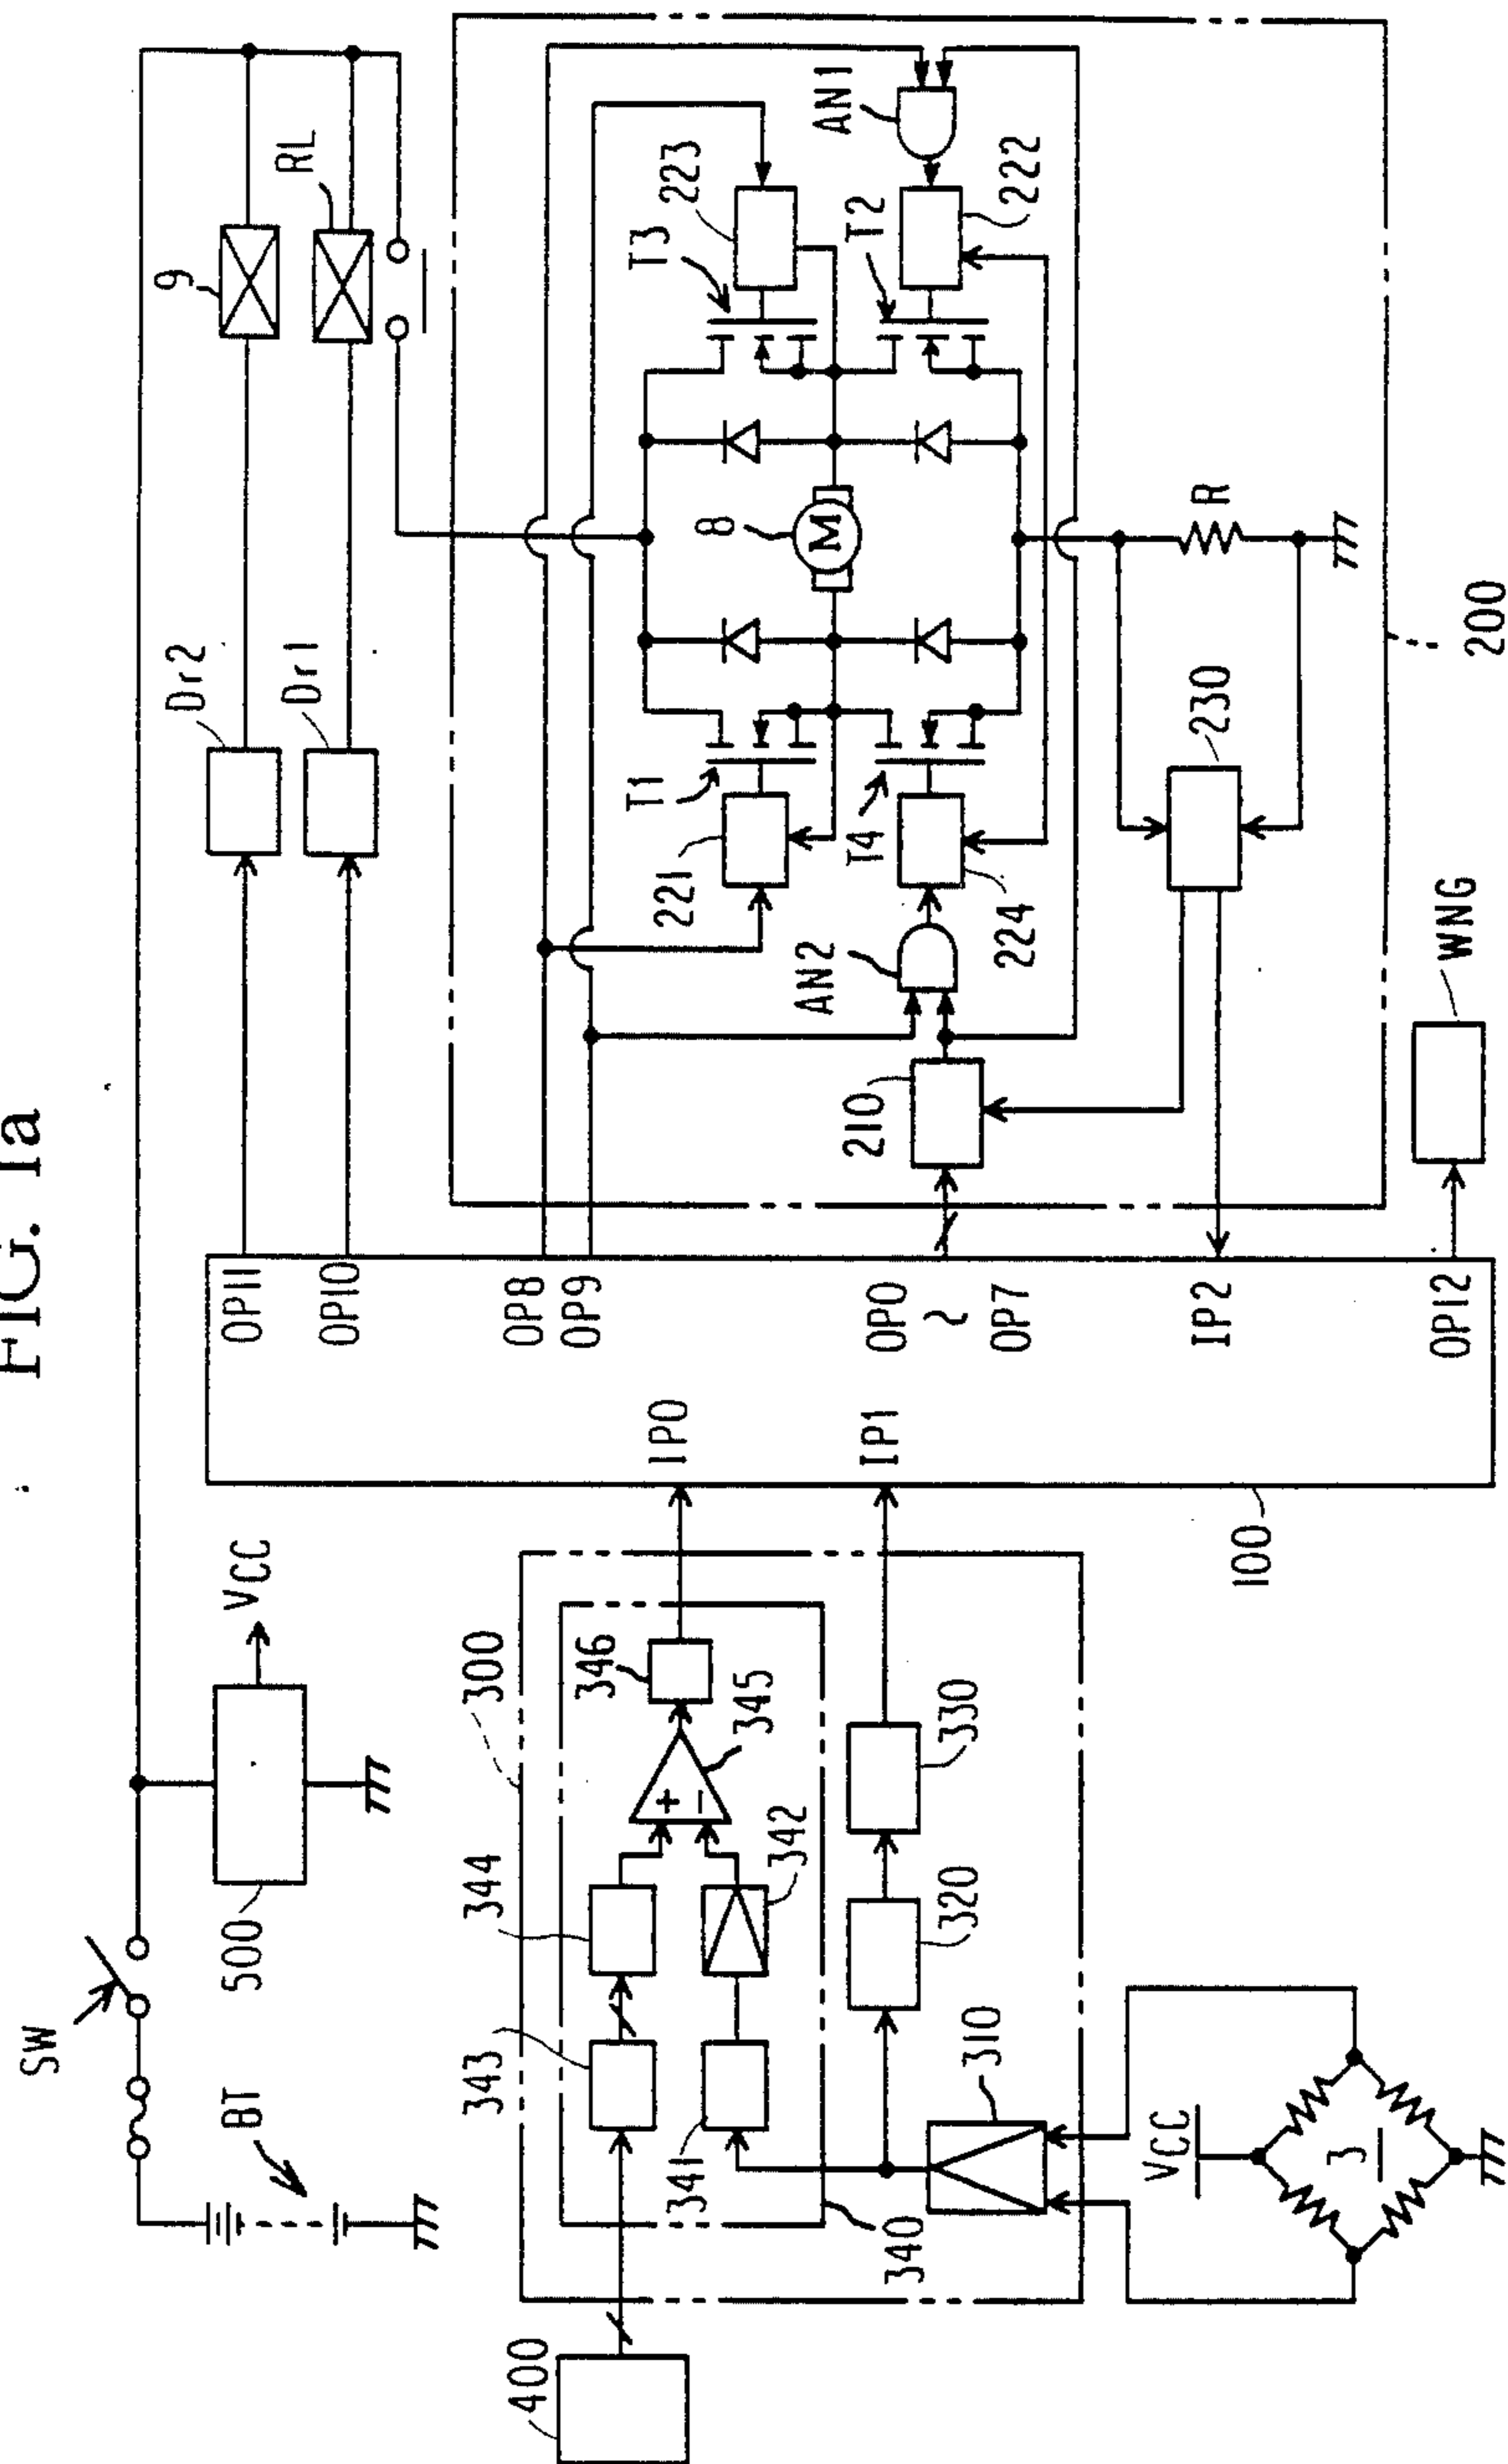 FIG. 1a
SW
BT
500
VCC
9
RL
Dr2
Dr1
OP11
OP10
OP8
OP9
OP0
≀
OP7
IP2
OP12
IP0
IP1
100
300
343
344
346
345
341
342
340
310
320
330
400
VCC
3
T1
T3
T4
T2
221
223
224
222
AN2
AN1
8
M
210
230
R
200
WNG
+
−